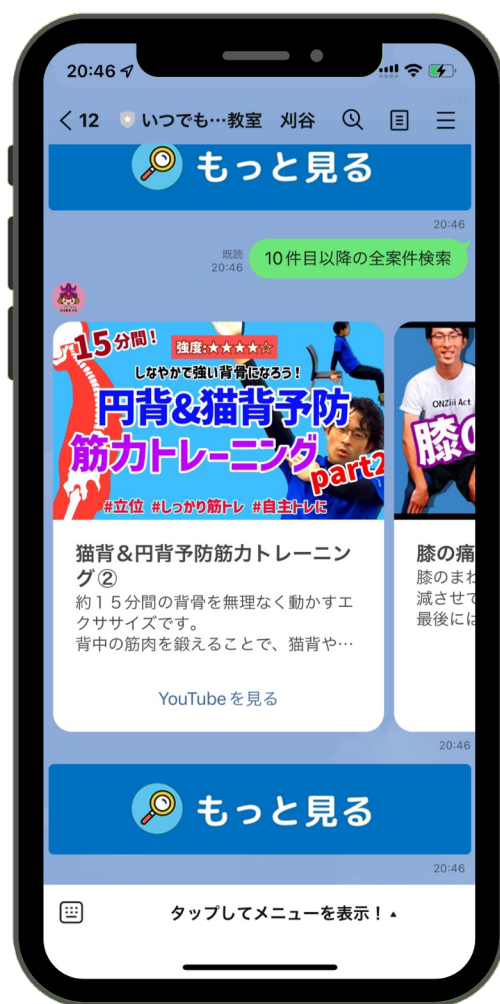 20:46
12 いつでも…教室 刈谷
もっと見る
20:46
既読
20:46
10件目以降の全案件検索
15分間!
強度:★★★★☆
しなやかで強い背骨になろう!
円背&猫背予防
筋力トレーニング
part2
#立位 #しっかり筋トレ #自主トレに
猫背&円背予防筋力トレーニン
グ②
約15分間の背骨を無理なく動かすエ
クササイズです。
背中の筋肉を鍛えることで、猫背や…
YouTubeを見る
ONZiii Act
膝の
膝の痛
膝のまわ
減させて
最後には
20:46
もっと見る
20:46
タップしてメニューを表示!